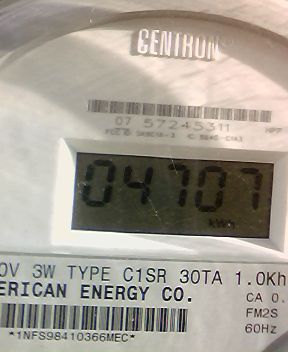 CENTRON
07 57245311
04707
kWh
0V 3W TYPE C1SR 30TA 1.0Kh
ERICAN ENERGY CO.
CA 0.
FM2S
60Hz
*1NFS98410366MEC*